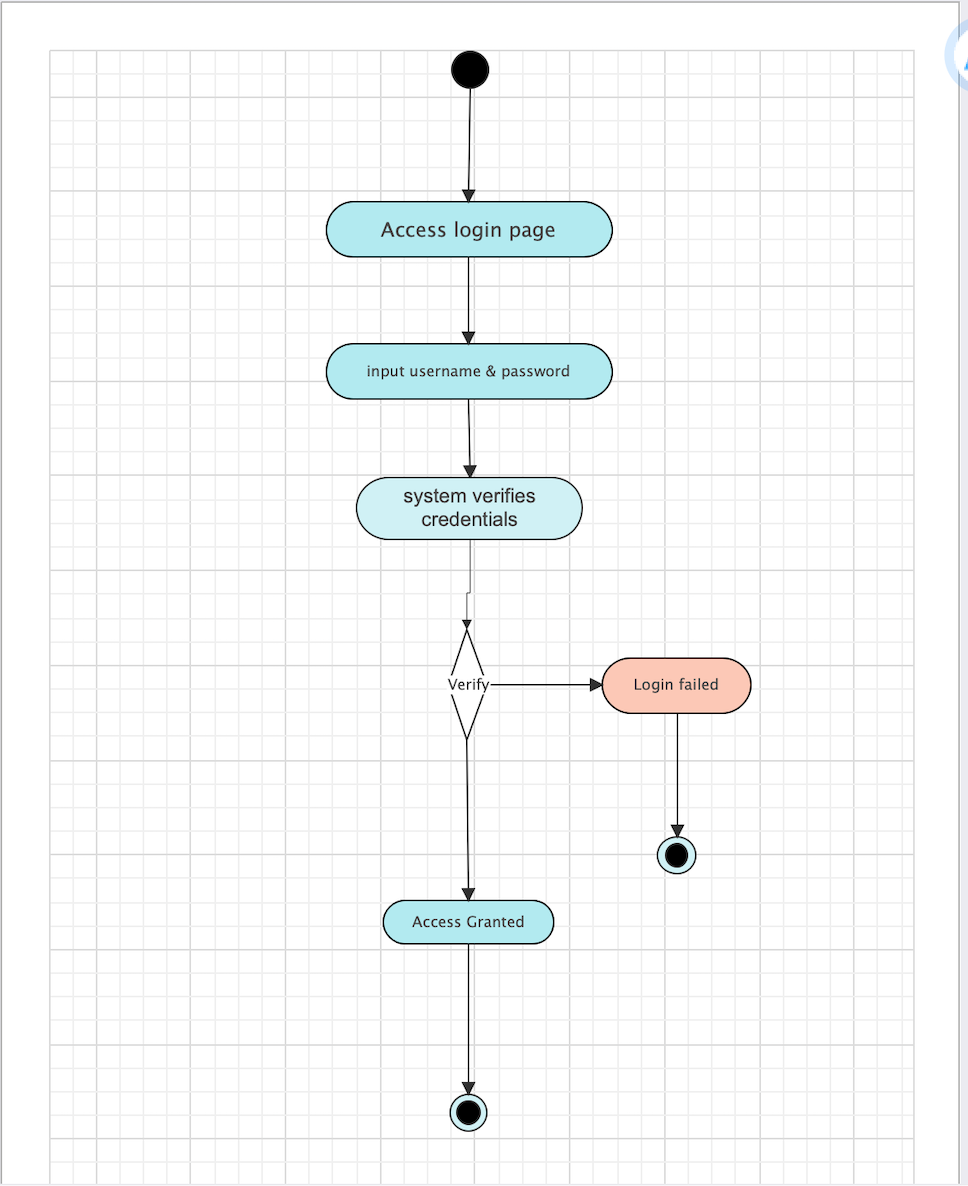 Access login page
input username & password
system verifies
credentials
Verify
Login failed
Access Granted